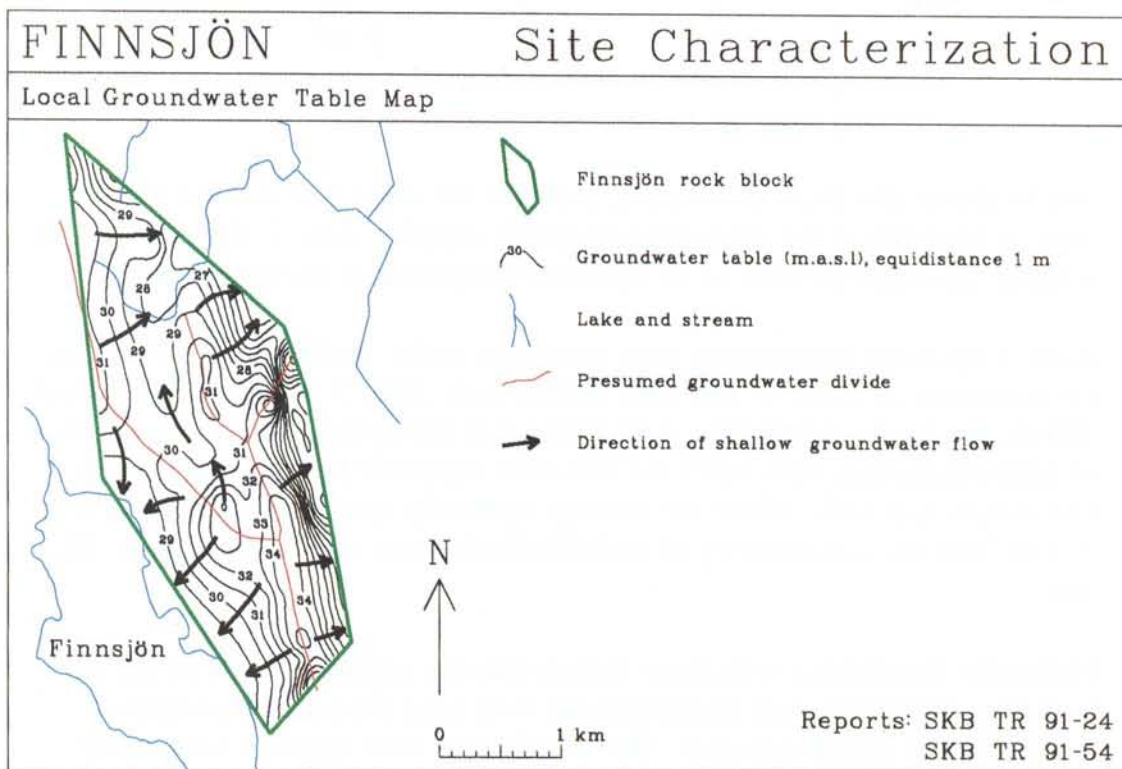 FINNSJÖN Site Characterization
Local Groundwater Table Map
Finnsjön rock block
30
Groundwater table (m.a.s.l), equidistance 1 m
Lake and stream
Presumed groundwater divide
Direction of shallow groundwater flow
29
27
28
30
29
29
28
31
31
31
30
32
33
29
34
32
30
31
34
Finnsjön
N
0 1 km
Reports: SKB TR 91-24
SKB TR 91-54